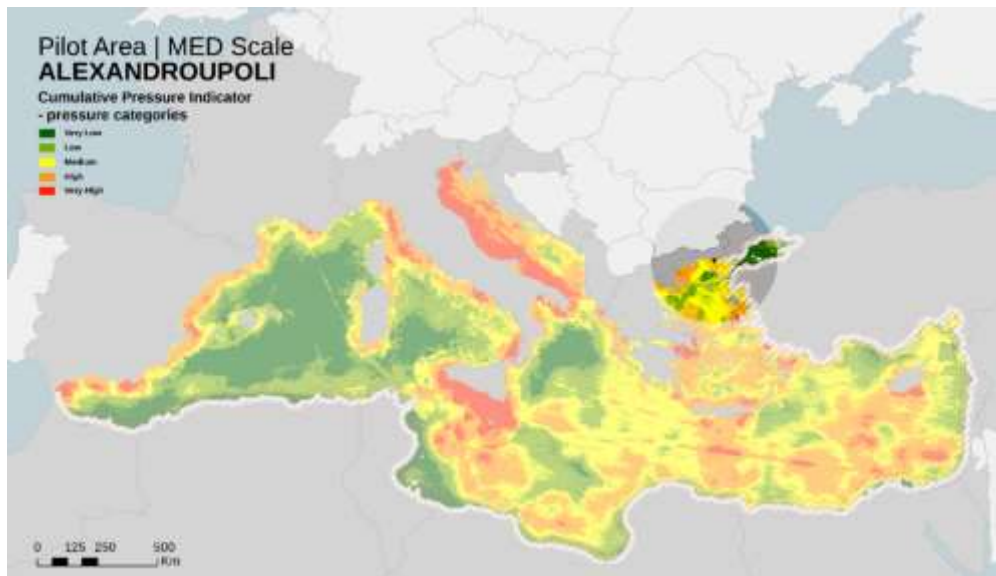 Pilot Area | MED Scale
ALEXANDROUPOLI
Cumulative Pressure Indicator
- pressure categories
Very Low
Low
Medium
High
Very High
0 125 250 500
Km